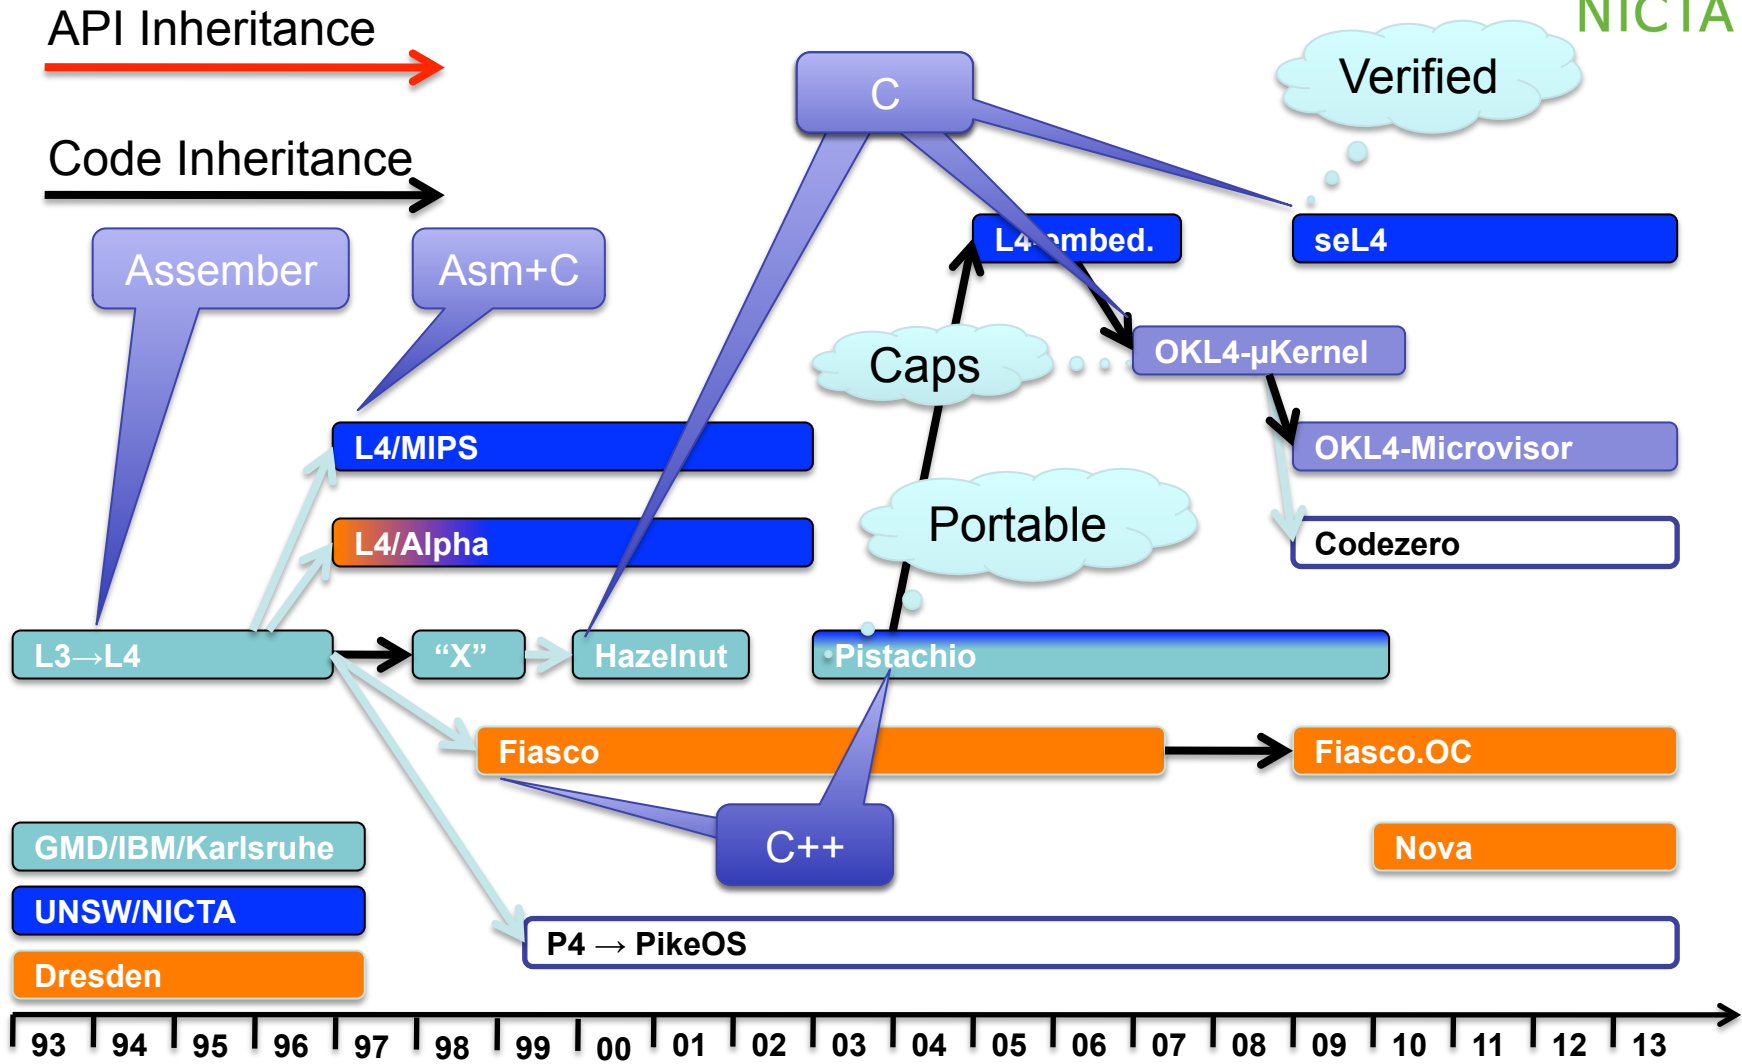 NICTA
API Inheritance
Code Inheritance
C
Verified
Assember
Asm+C
L4-embed.
seL4
Caps
OKL4-µKernel
L4/MIPS
OKL4-Microvisor
Portable
L4/Alpha
Codezero
L3→L4
“X”
Hazelnut
•Pistachio
Fiasco
Fiasco.OC
C++
GMD/IBM/Karlsruhe
Nova
UNSW/NICTA
P4 → PikeOS
Dresden
93 94 95 96 97 98 99 00 01 02 03 04 05 06 07 08 09 10 11 12 13